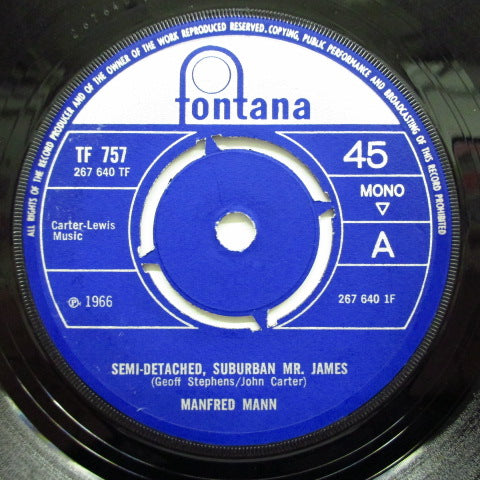 ALL RIGHTS OF THE RECORD PRODUCER AND OF THE OWNER OF THE WORK REPRODUCED RESERVED. COPYING, PUBLIC PERFORMANCE AND BROADCASTING OF THIS RECORD PROHIBITED
fontana
TF 757
267 640 TF
45
MONO
A
Carter-Lewis
Music
℗ 1966
267 640 1F
SEMI-DETACHED, SUBURBAN MR. JAMES
(Geoff Stephens/John Carter)
MANFRED MANN